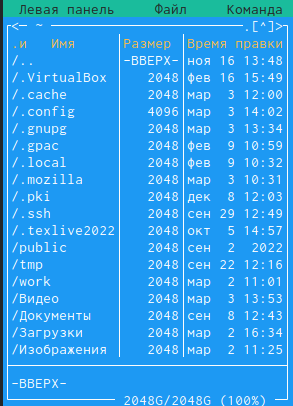 Левая панель Файл Команда
<— ~ .[^]>
.и Имя Размер Время правки
/.. -ВВЕРХ- ноя 16 13:48
/.VirtualBox 2048 фев 16 15:49
/.cache 2048 мар 3 12:00
/.config 4096 мар 3 14:02
/.gnupg 2048 мар 3 13:34
/.gpac 2048 фев 9 10:59
/.local 2048 фев 9 10:32
/.mozilla 2048 мар 3 10:31
/.pki 2048 дек 8 12:03
/.ssh 2048 сен 29 12:49
/.texlive2022 2048 окт 5 14:57
/public 2048 сен 2 2022
/tmp 2048 сен 22 12:16
/work 2048 мар 2 11:01
/Видео 2048 мар 3 13:53
/Документы 2048 сен 8 12:43
/Загрузки 2048 мар 2 16:34
/Изображения 2048 мар 2 11:25
-ВВЕРХ-
2048G/2048G (100%)